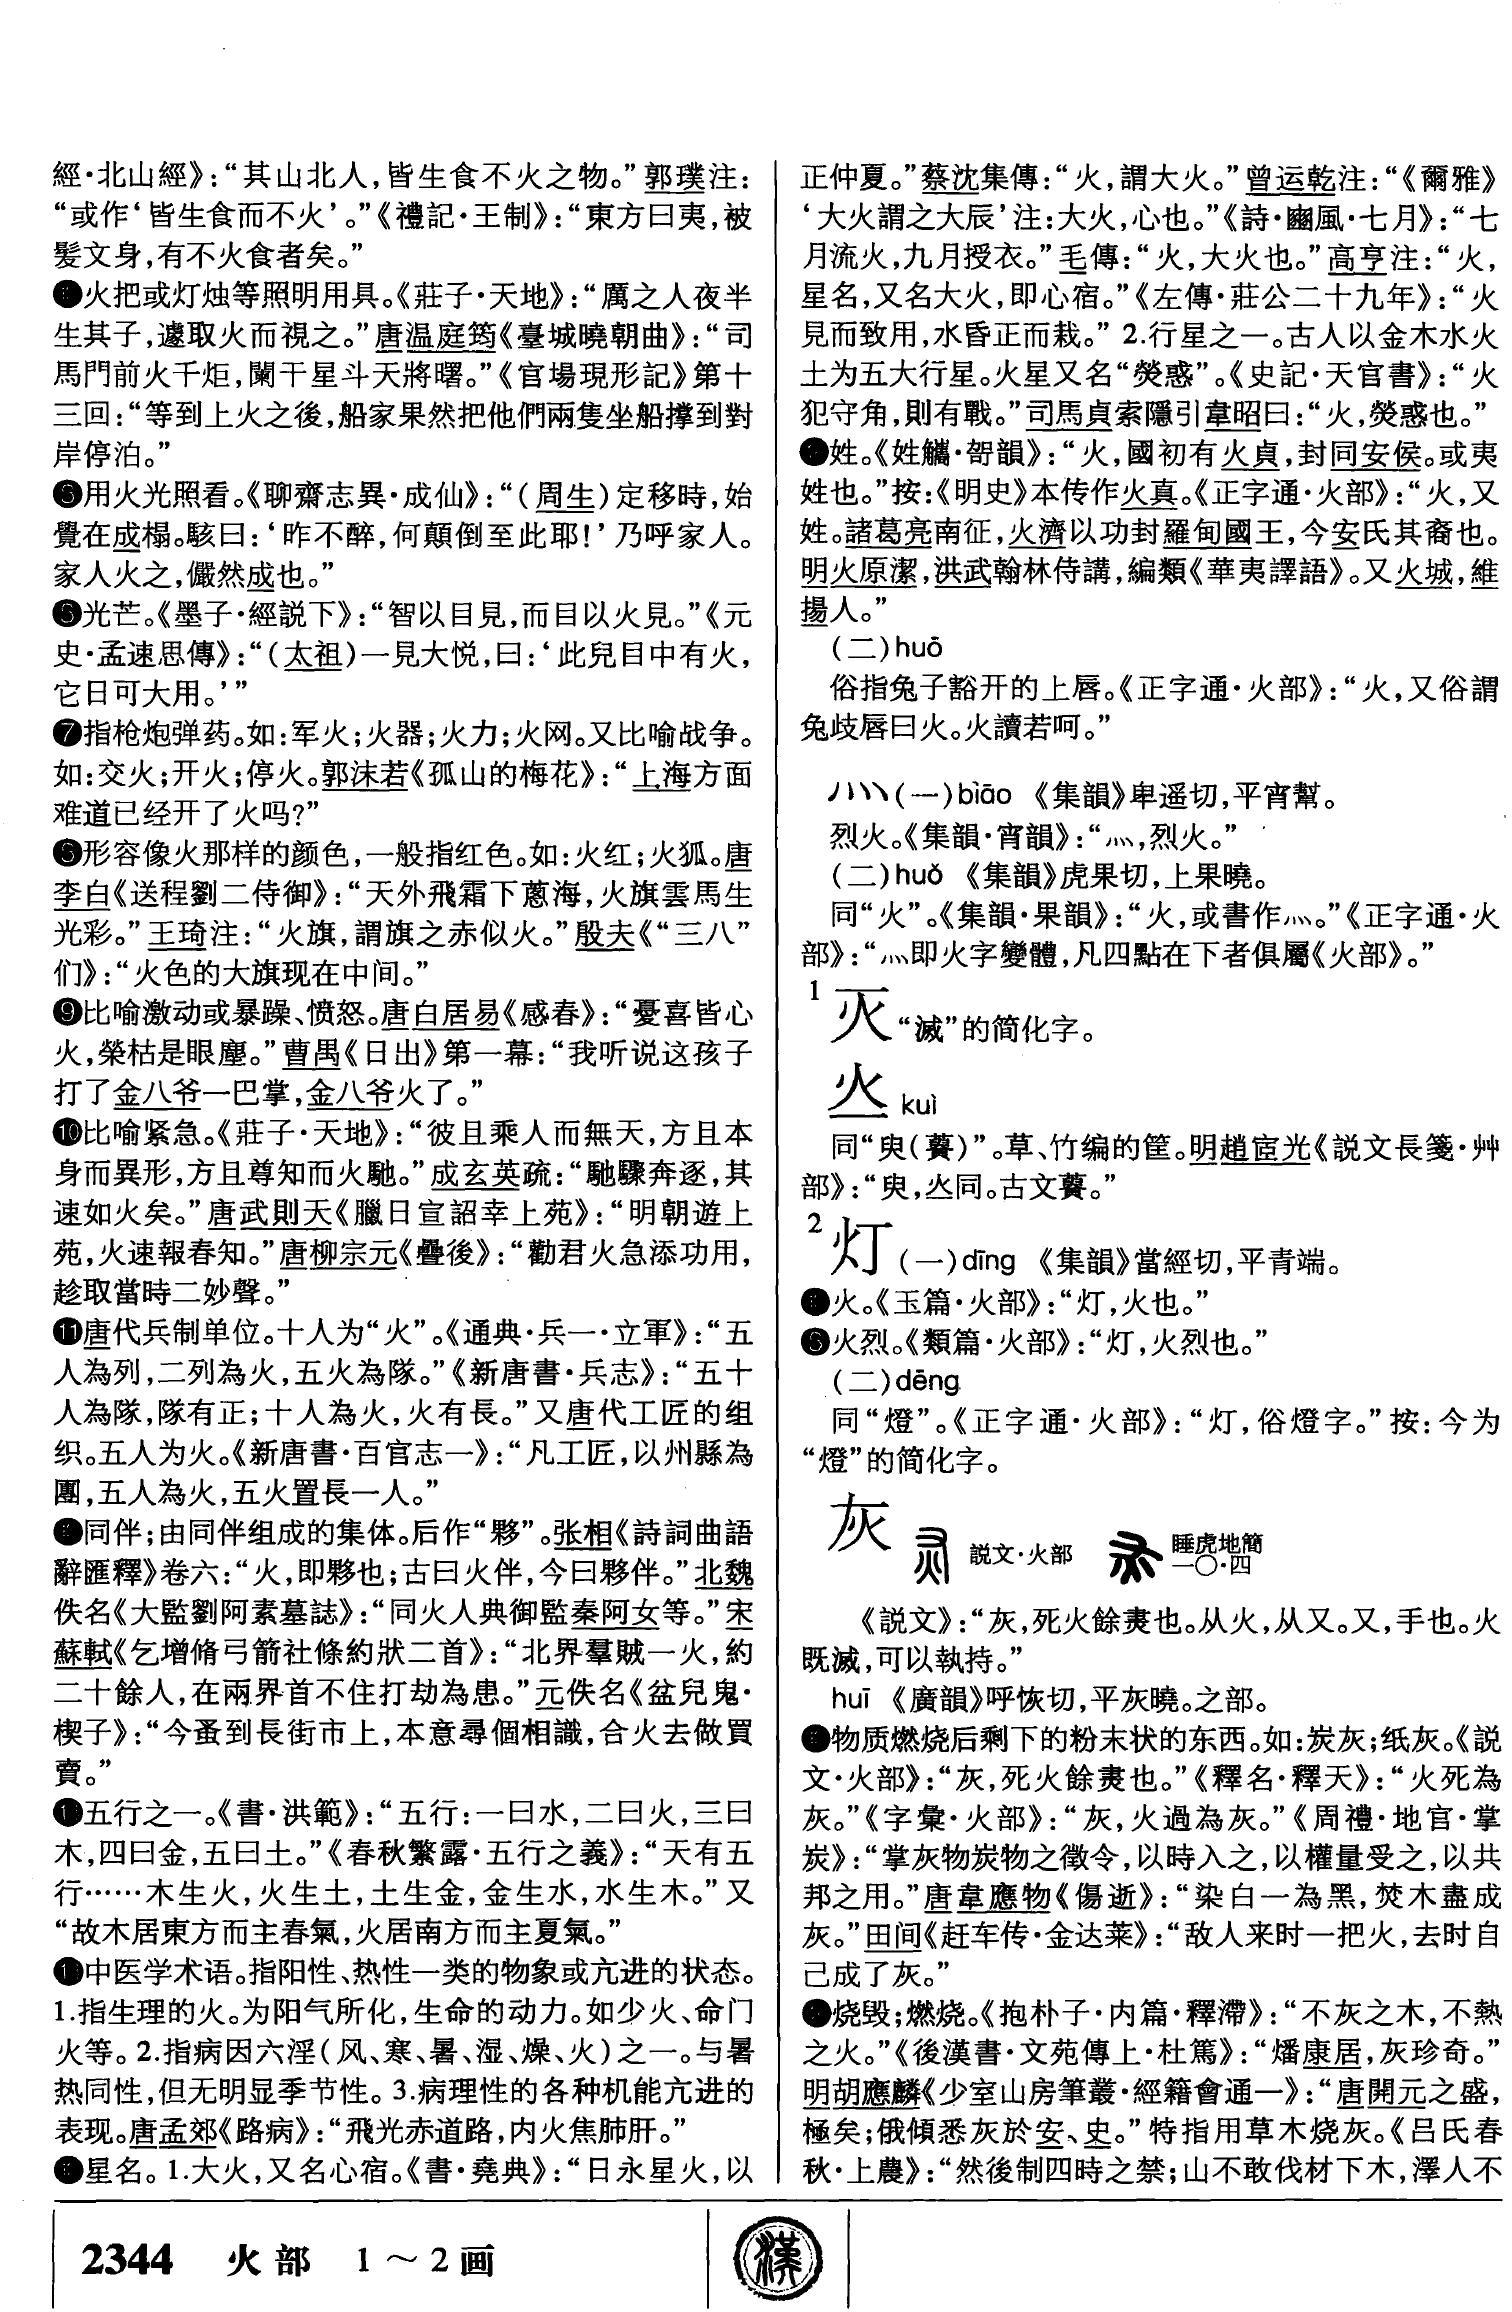 經·北山經》：“其山北人，皆生食不火之物。”郭璞注：
“或作‘皆生食而不火’。”《禮記·王制》：“東方曰夷，被
髮文身，有不火食者矣。”
火把或灯烛等照明用具。《莊子·天地》：“厲之人夜半
生其子，遽取火而視之。”唐温庭筠《臺城曉朝曲》：“司
馬門前火千炬，闌干星斗天將曙。”《官場現形記》第十
三回：“等到上火之後，船家果然把他們兩隻坐船撐到對
岸停泊。”
❺用火光照看。《聊齋志異·成仙》：“（周生）定移時，始
覺在成榻。駭曰：‘昨不醉，何顛倒至此耶！’乃呼家人。
家人火之，儼然成也。”
光芒。《墨子·經説下》：“智以目見，而目以火見。”《元
史·孟速思傳》：“（太祖）一見大悦，曰：‘此兒目中有火，
它日可大用。’”
❼指枪炮弹药。如：军火；火器；火力；火网。又比喻战争。
如：交火；开火；停火。郭沫若《孤山的梅花》：“上海方面
难道已经开了火吗？”
形容像火那样的颜色，一般指红色。如：火红；火狐。唐
李白《送程劉二侍御》：“天外飛霜下蔥海，火旗雲馬生
光彩。”王琦注：“火旗，謂旗之赤似火。”殷夫《“三八”
们》：“火色的大旗现在中间。”
❾比喻激动或暴躁、愤怒。唐白居易《感春》：“憂喜皆心
火，榮枯是眼塵。”曹禺《日出》第一幕：“我听说这孩子
打了金八爷一巴掌，金八爷火了。”
❿比喻紧急。《莊子·天地》：“彼且乘人而無天，方且本
身而異形，方且尊知而火馳。”成玄英疏：“馳驟奔逐，其
速如火矣。”唐武則天《臘日宣詔幸上苑》：“明朝遊上
苑，火速報春知。”唐柳宗元《疊後》：“勸君火急添功用，
趁取當時二妙聲。”
⓫唐代兵制单位。十人为“火”。《通典·兵一·立軍》：“五
人為列，二列為火，五火為隊。”《新唐書·兵志》：“五十
人為隊，隊有正；十人為火，火有長。”又唐代工匠的组
织。五人为火。《新唐書·百官志一》：“凡工匠，以州縣為
團，五人為火，五火置長一人。”
同伴；由同伴组成的集体。后作“夥”。张相《詩詞曲語
辭匯釋》卷六：“火，即夥也；古曰火伴，今曰夥伴。”北魏
佚名《大監劉阿素墓誌》：“同火人典御監秦阿女等。”宋
蘇軾《乞增脩弓箭社條約狀二首》：“北界羣賊一火，約
二十餘人，在兩界首不住打劫為患。”元佚名《盆兒鬼·
楔子》：“今蚤到長街市上，本意尋個相識，合火去做買
賣。”
五行之一。《書·洪範》：“五行：一曰水，二曰火，三曰
木，四曰金，五曰土。”《春秋繁露·五行之義》：“天有五
行……木生火，火生土，土生金，金生水，水生木。”又
“故木居東方而主春氣，火居南方而主夏氣。”
中医学术语。指阳性、热性一类的物象或亢进的状态。
1.指生理的火。为阳气所化，生命的动力。如少火、命门
火等。2.指病因六淫（风、寒、暑、湿、燥、火）之一。与暑
热同性，但无明显季节性。3.病理性的各种机能亢进的
表现。唐孟郊《路病》：“飛光赤道路，内火焦肺肝。”
星名。1.大火，又名心宿。《書·堯典》：“日永星火，以
正仲夏。”蔡沈集傳：“火，謂大火。”曾运乾注：“《爾雅》
‘大火謂之大辰’注：大火，心也。”《詩·豳風·七月》：“七
月流火，九月授衣。”毛傳：“火，大火也。”高亨注：“火，
星名，又名大火，即心宿。”《左傳·莊公二十九年》：“火
見而致用，水昏正而栽。”2.行星之一。古人以金木水火
土为五大行星。火星又名“熒惑”。《史記·天官書》：“火
犯守角，則有戰。”司馬貞索隱引韋昭曰：“火，熒惑也。”
姓。《姓觿·哿韻》：“火，國初有火貞，封同安侯。或夷
姓也。”按：《明史》本传作火真。《正字通·火部》：“火，又
姓。諸葛亮南征，火濟以功封羅甸國王，今安氏其裔也。
明火原潔，洪武翰林侍講，編類《華夷譯語》。又火城，維
揚人。”
（二）huō
俗指兔子豁开的上唇。《正字通·火部》：“火，又俗謂
兔歧唇曰火。火讀若呵。”
灬（一）biāo 《集韻》卑遥切，平宵幫。
烈火。《集韻·宵韻》：“灬，烈火。”
（二）huǒ 《集韻》虎果切，上果曉。
同“火”。《集韻·果韻》：“火，或書作灬。”《正字通·火
部》：“灬即火字變體，凡四點在下者俱屬《火部》。”
1 灭 “滅”的简化字。
㶣 kuì
同“臾（蕢）”。草、竹编的筐。明趙宧光《説文長箋·艸
部》：“臾，㶣同。古文蕢。”
2 灯（一）dīng 《集韻》當經切，平青端。
火。《玉篇·火部》：“灯，火也。”
火烈。《類篇·火部》：“灯，火烈也。”
（二）dēng
同“燈”。《正字通·火部》：“灯，俗燈字。”按：今为
“燈”的简化字。
灰 説文·火部 睡虎地簡一〇·四
《説文》：“灰，死火餘㶳也。从火，从又。又，手也。火
既滅，可以執持。”
huī 《廣韻》呼恢切，平灰曉。之部。
物质燃烧后剩下的粉末状的东西。如：炭灰；纸灰。《説
文·火部》：“灰，死火餘㶳也。”《釋名·釋天》：“火死為
灰。”《字彙·火部》：“灰，火過為灰。”《周禮·地官·掌
炭》：“掌灰物炭物之徵令，以時入之，以權量受之，以共
邦之用。”唐韋應物《傷逝》：“染白一為黑，焚木盡成
灰。”田间《赶车传·金达莱》：“敌人来时一把火，去时自
己成了灰。”
烧毁；燃烧。《抱朴子·内篇·釋滯》：“不灰之木，不熱
之火。”《後漢書·文苑傳上·杜篤》：“燔康居，灰珍奇。”
明胡應麟《少室山房筆叢·經籍會通一》：“唐開元之盛，
極矣；俄傾悉灰於安、史。”特指用草木烧灰。《吕氏春
秋·上農》：“然後制四時之禁；山不敢伐材下木，澤人不
2344 火部 1～2画
漢